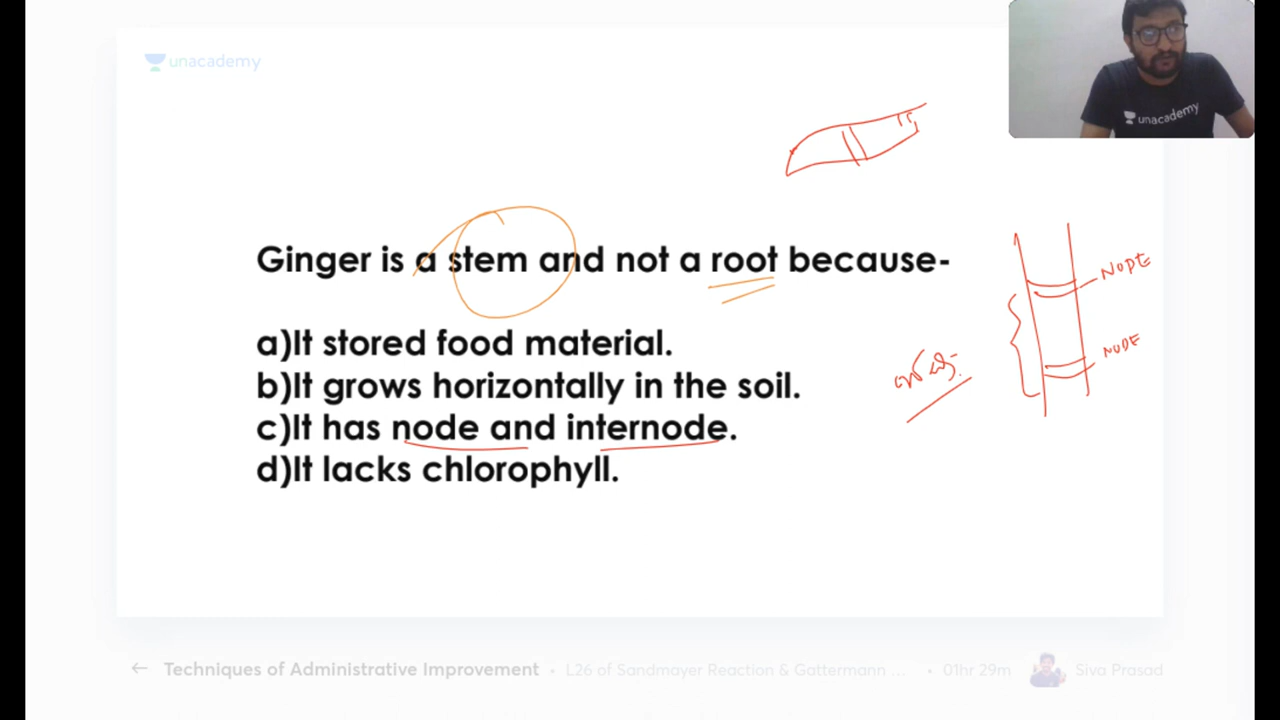 unacademy
unacademy
Ginger is a stem and not a root because-
NODE
a)It stored food material.
NODE
b)It grows horizontally in the soil.
c)It has node and internode.
d)It lacks chlorophyll.
← Techniques of Administrative Improvement • L26 of Sandmayer Reaction & Gattermann ... • 01hr 29m Siva Prasad